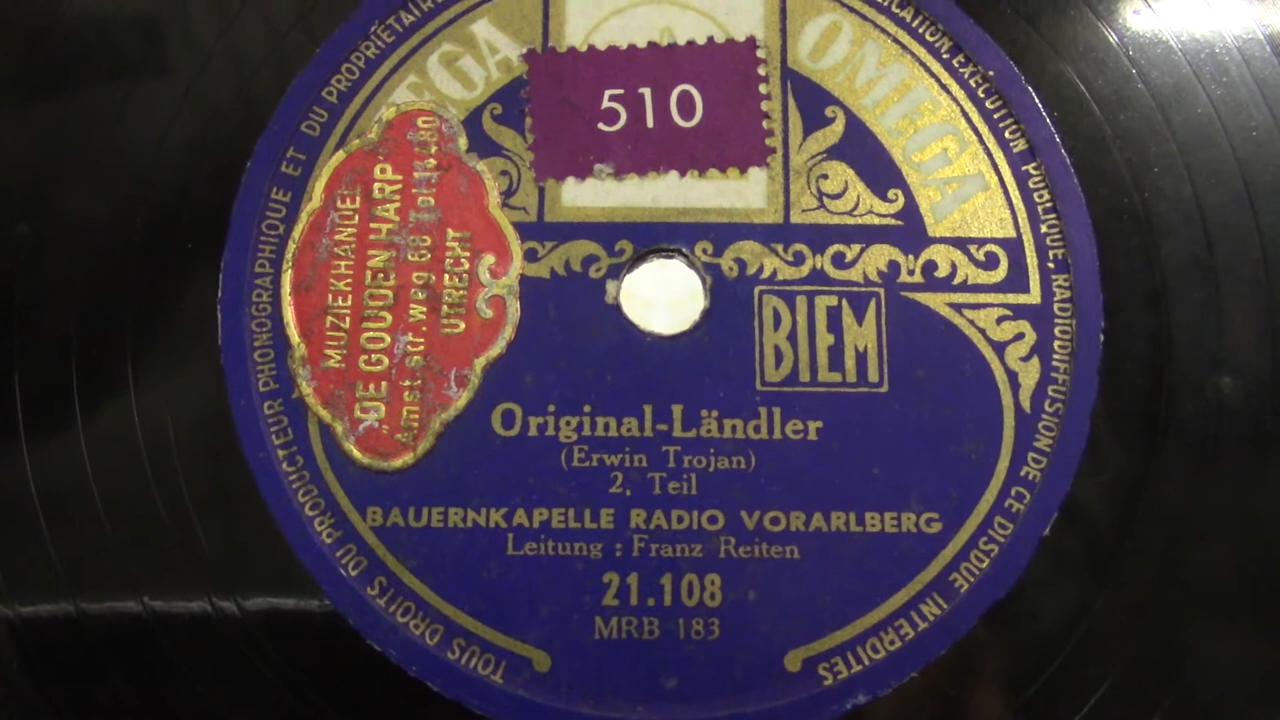 TOUS DROITS DU PRODUCTEUR PHONOGRAPHIQUE ET DU PROPRIÉTAIRE
LICATION, EXÉCUTION PUBLIQUE, RADIODIFFUSION DE CE DISQUE INTERDITES
EGA
OMEGA
510
MUZIEKHANDEL
„DE GOUDEN HARP"
Amst.str.weg 68
UTRECHT
BIEM
Original-Ländler
(Erwin Trojan)
2. Teil
BAUERNKAPELLE RADIO VORARLBERG
Leitung : Franz Reiten
21.108
MRB 183